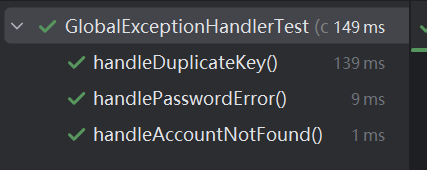 GlobalExceptionHandlerTest (c 149 ms
handleDuplicateKey() 139 ms
handlePasswordError() 9 ms
handleAccountNotFound() 1 ms